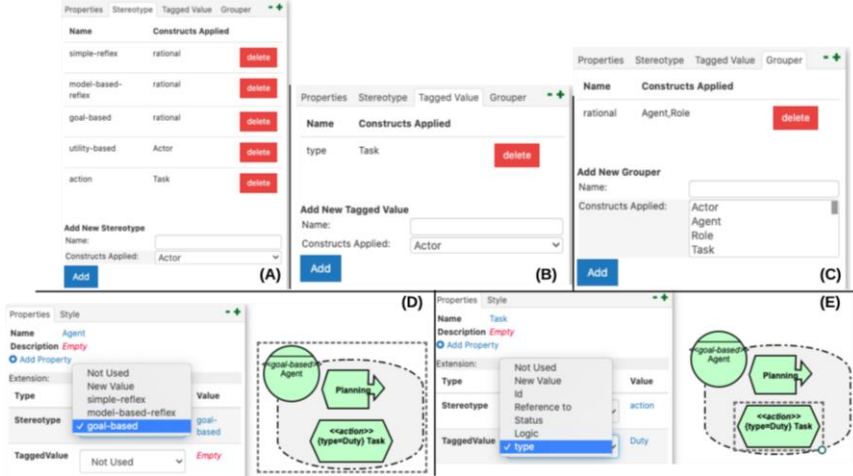 Properties Stereotype Tagged Value Grouper - +
Name Constructs Applied
simple-reflex rational delete
model-based-
reflex rational delete
goal-based rational delete
utility-based Actor delete
action Task delete
Add New Stereotype
Name:
Constructs Applied: Actor
Add
(A)
Properties Stereotype Tagged Value Grouper - +
Name Constructs Applied
type Task delete
Add New Tagged Value
Name:
Constructs Applied: Actor
Add
(B)
Properties Stereotype Tagged Value Grouper - +
Name Constructs Applied
rational Agent,Role delete
Add New Grouper
Name:
Constructs Applied: Actor
Agent
Role
Task
Add
(C)
Properties Style - +
(D)
Name Agent
Description Empty
Add Property
Extension:
Type Value
Not Used
New Value
simple-reflex
model-based-reflex
✓ goal-based
Stereotype goal-
based
TaggedValue Not Used Empty
<<goal-based>>
Agent
Planning
<<action>>
{type=Duty} Task
Properties Style - +
(E)
Name Task
Description Empty
Add Property
Extension:
Type Value
Not Used
New Value
Id
Reference to
Status
Logic
✓ type
Stereotype action
TaggedValue Duty
<<goal-based>>
Agent
Planning
<<action>>
{type=Duty} Task